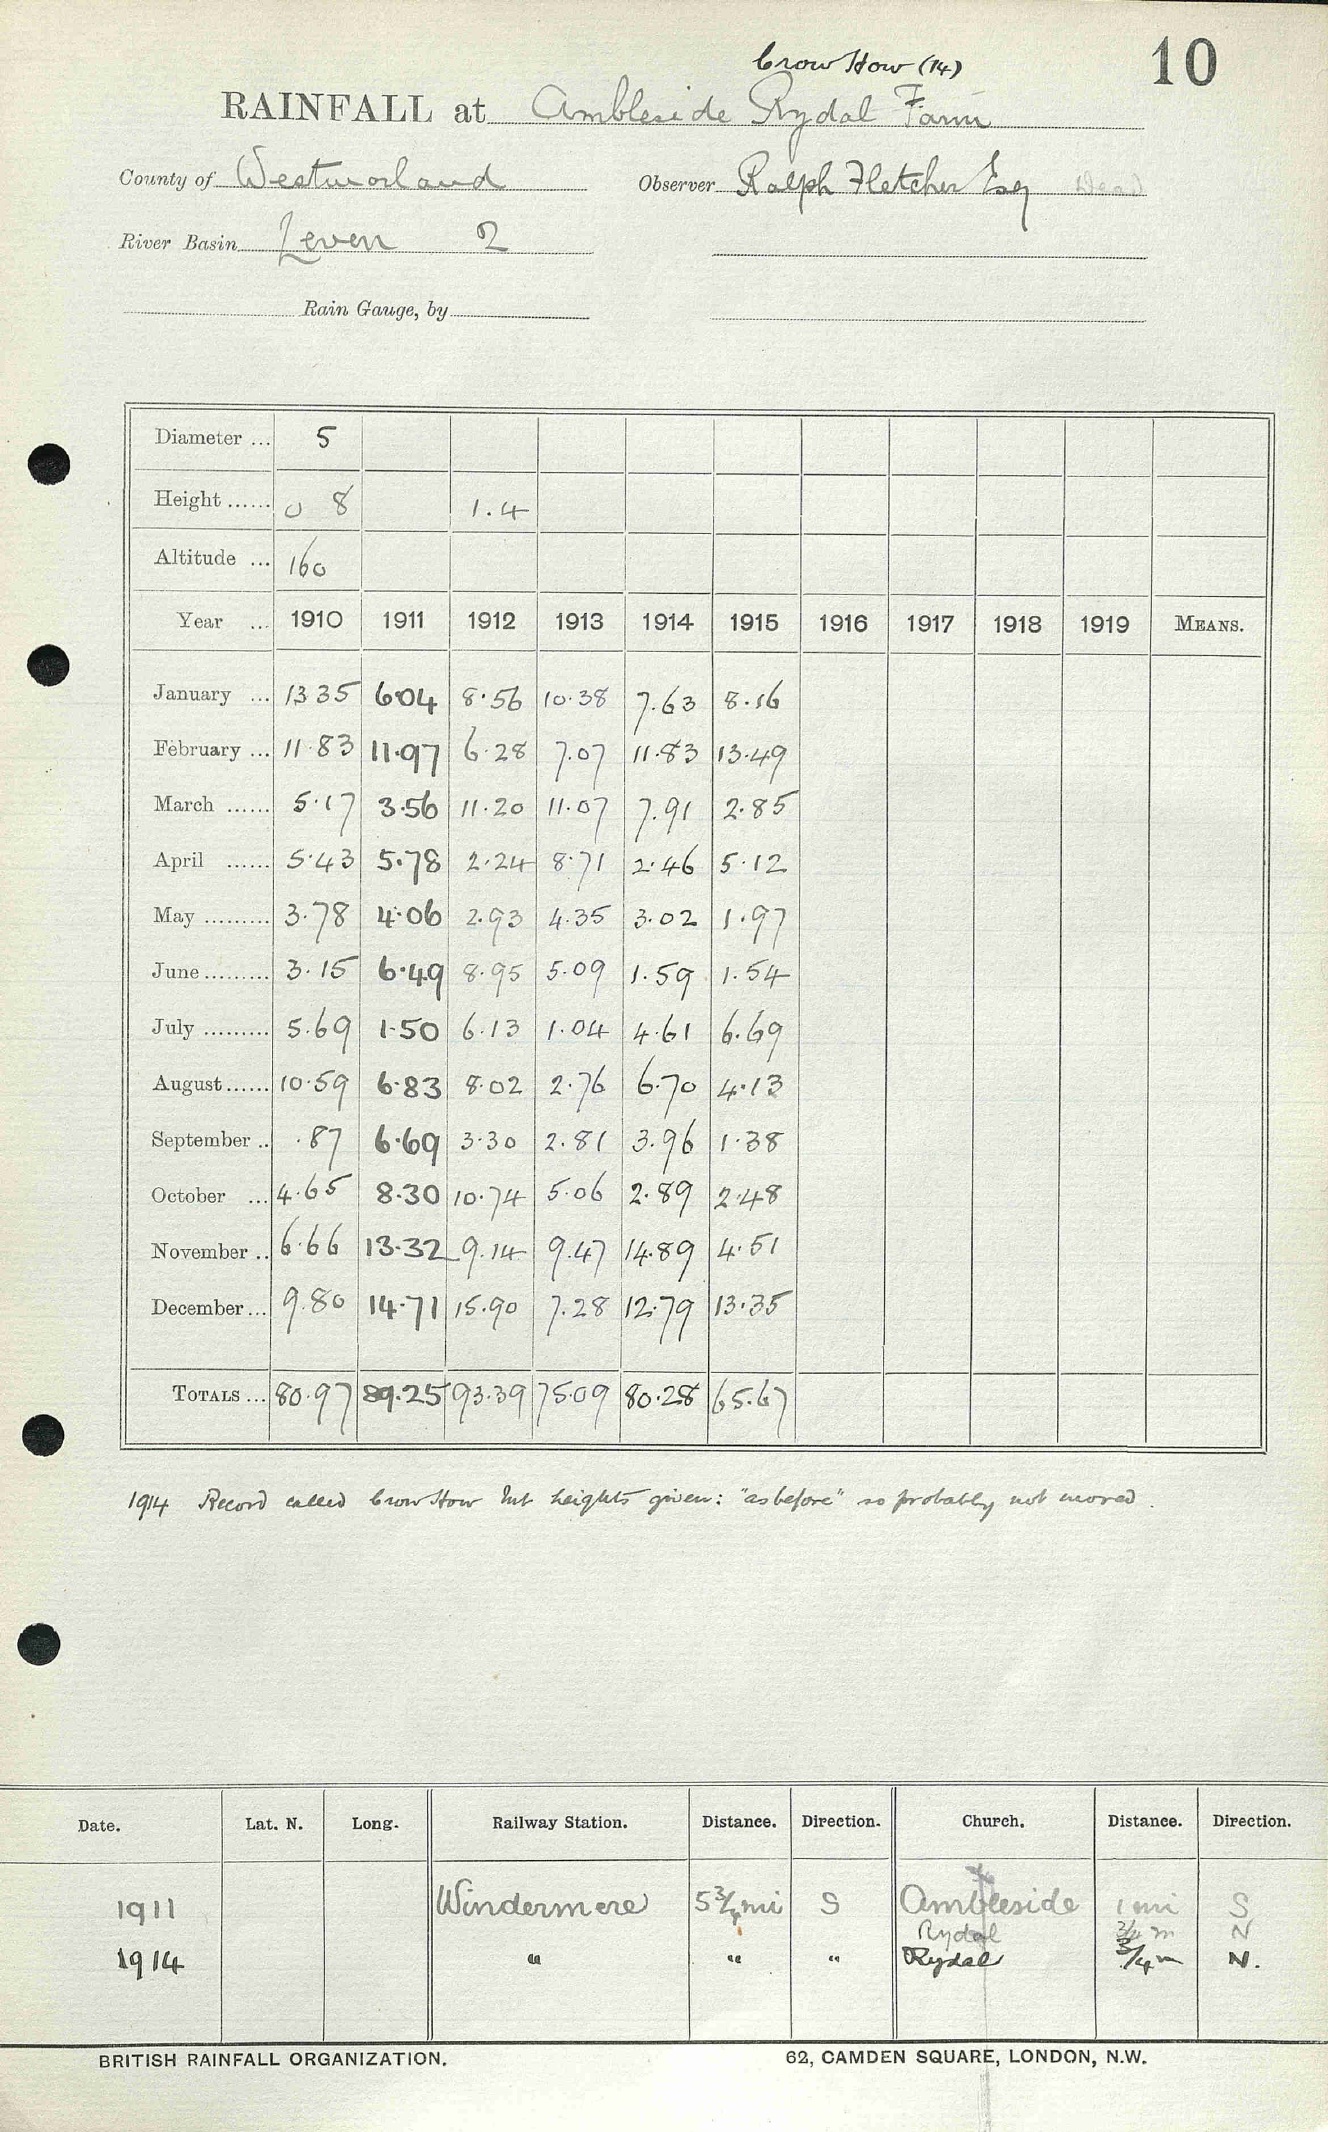 Crow How (14)
10
RAINFALL at Ambleside Rydal Farm
County of Westmorland Observer Ralph Fletcher Esq Dead
River Basin Leven 2
Rain Gauge, by
Diameter ... 5
Height ...... 0 8 1.4
Altitude ... 160
Year ... 1910 1911 1912 1913 1914 1915 1916 1917 1918 1919 MEANS.
January ... 13 35 6.04 8.56 10.38 7.63 8.16
February ... 11.83 11.97 6.28 7.07 11.83 13.49
March ...... 5.17 3.56 11.20 11.07 7.91 2.85
April ...... 5.43 5.78 2.24 8.71 2.46 5.12
May ......... 3.78 4.06 2.93 4.35 3.02 1.97
June ......... 3.15 6.49 8.95 5.09 1.59 1.54
July ......... 5.69 1.50 6.13 1.04 4.61 6.69
August ...... 10.59 6.83 8.02 2.76 6.70 4.13
September .. .87 6.69 3.30 2.81 3.96 1.38
October ... 4.65 8.30 10.74 5.06 2.89 2.48
November .. 6.66 13.32 9.14 9.47 14.89 4.51
December ... 9.80 14.71 15.90 7.28 12.79 13.35
TOTALS ... 80.97 89.25 93.39 75.09 80.28 65.67
1914 Record called Crow How but heights given: "as before" so probably not moved.
Date. Lat. N. Long. Railway Station. Distance. Direction. Church. Distance. Direction.
1911 Windermere 5 3/4 mi S Ambleside 1 mi S
Rydal 3/4 m N
1914 " " " Rydal 3/4 m N.
BRITISH RAINFALL ORGANIZATION. 62, CAMDEN SQUARE, LONDON, N.W.